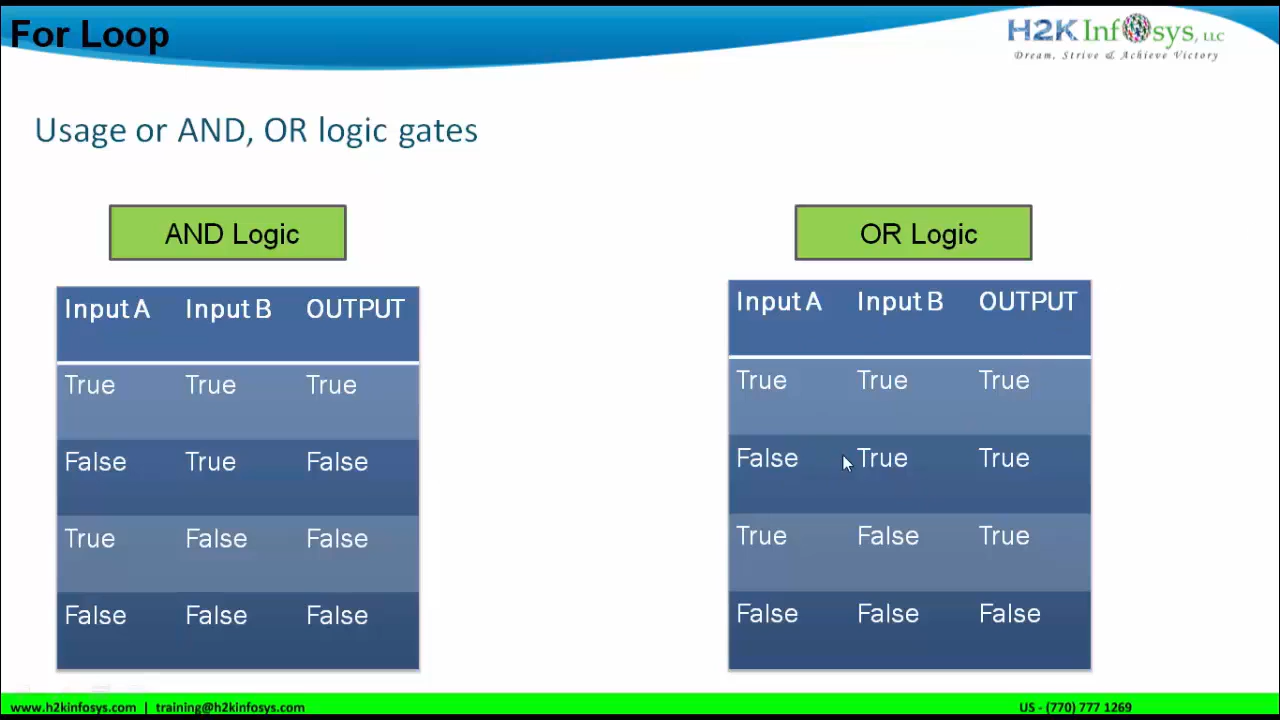 For Loop
H2K Infosys, LLC
Dream, Strive & Achieve Victory
Usage or AND, OR logic gates
AND Logic
Input A Input B OUTPUT
True True True
False True False
True False False
False False False
OR Logic
Input A Input B OUTPUT
True True True
False True True
True False True
False False False
www.h2kinfosys.com | training@h2kinfosys.com
US - (770) 777 1269